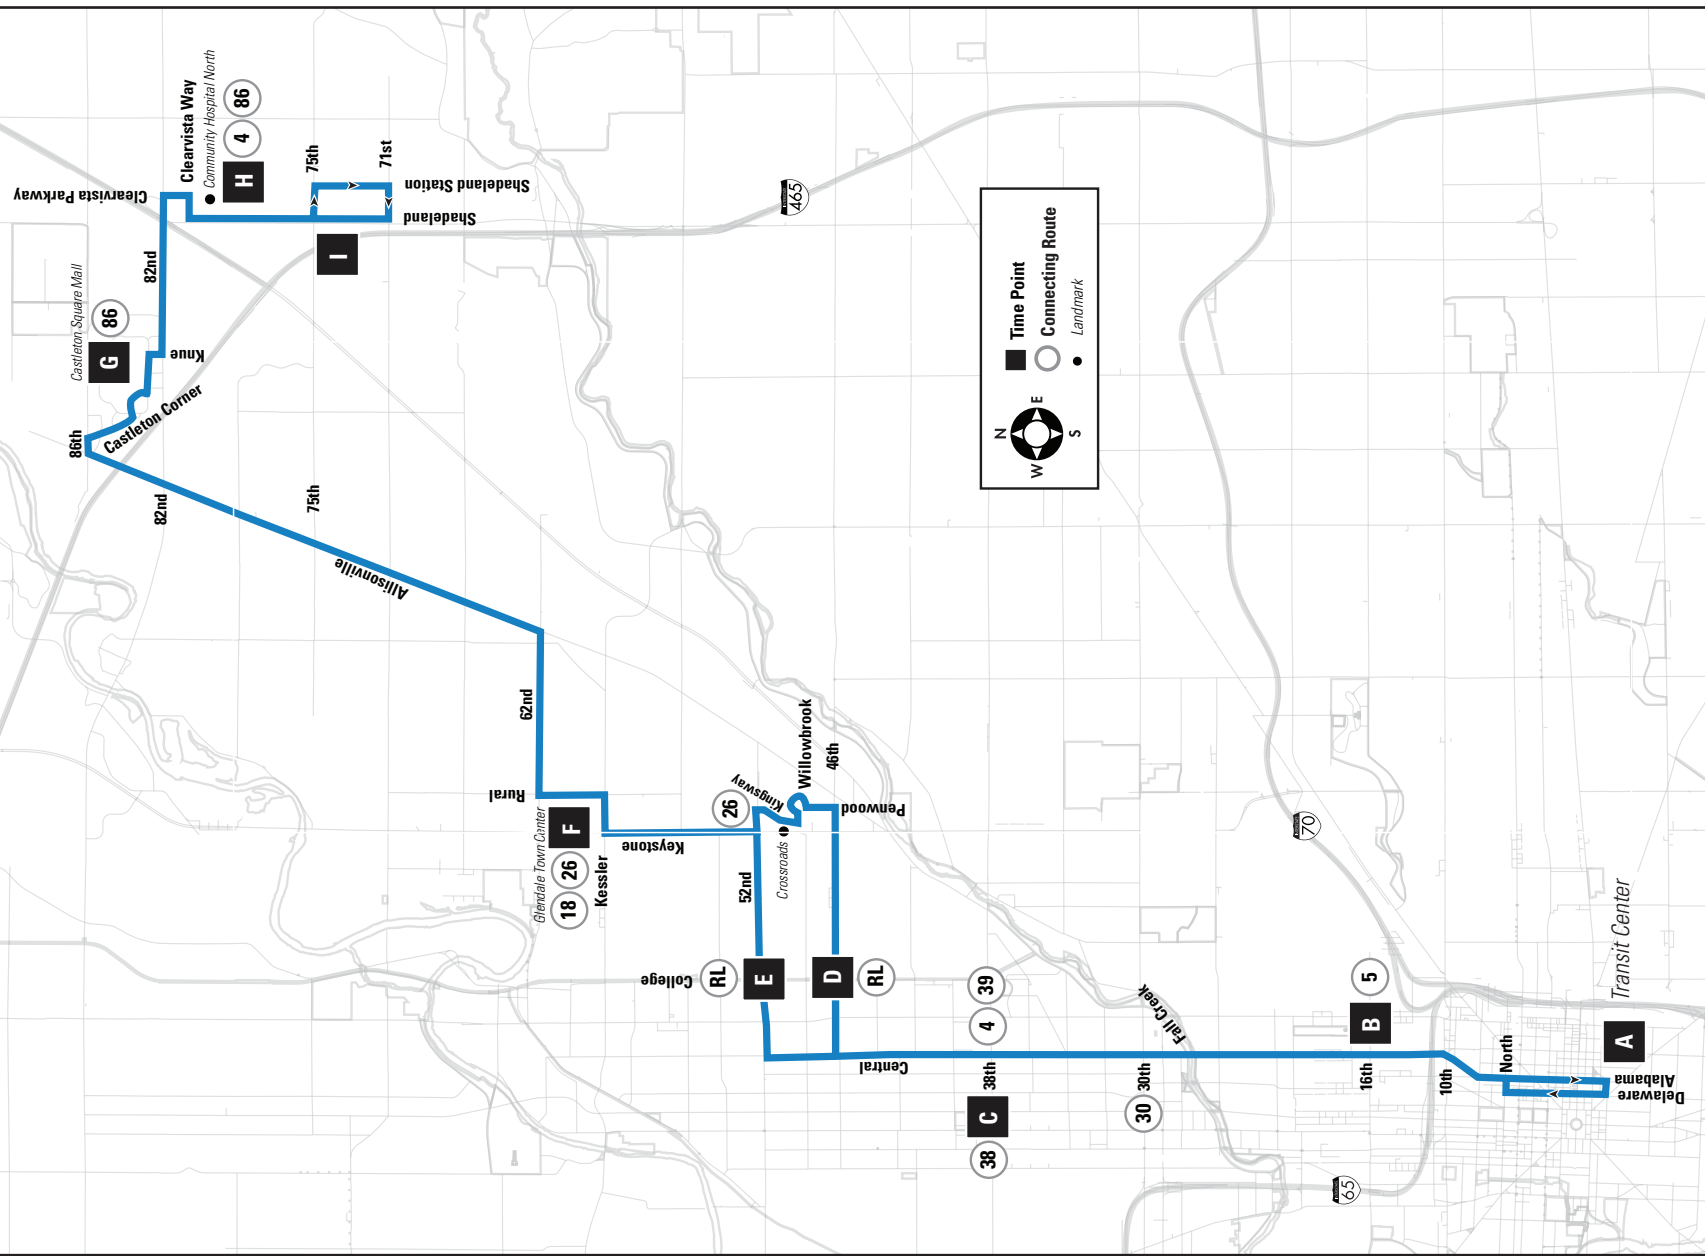 Clearvista Parkway
Clearvista Way
Community Hospital North
H
4
86
75th
71st
Shadeland Station
Shadeland
I
82nd
Castleton Square Mall
G
86
Knue
Castleton Corner
86th
82nd
75th
Allisonville
62nd
Rural
Glendale Town Center
F
26
18
Kessler
Keystone
26
Kingsway
Willowbrook
46th
Penwood
Crossroads
52nd
College
RL
E
D
RL
Central
39
4
38th
C
38
Fall Creek
30th
30
5
B
16th
10th
North
Transit Center
A
Alabama
Delaware
INTERSTATE
465
INTERSTATE
70
INTERSTATE
65
N
E
S
W
Time Point
Connecting Route
Landmark